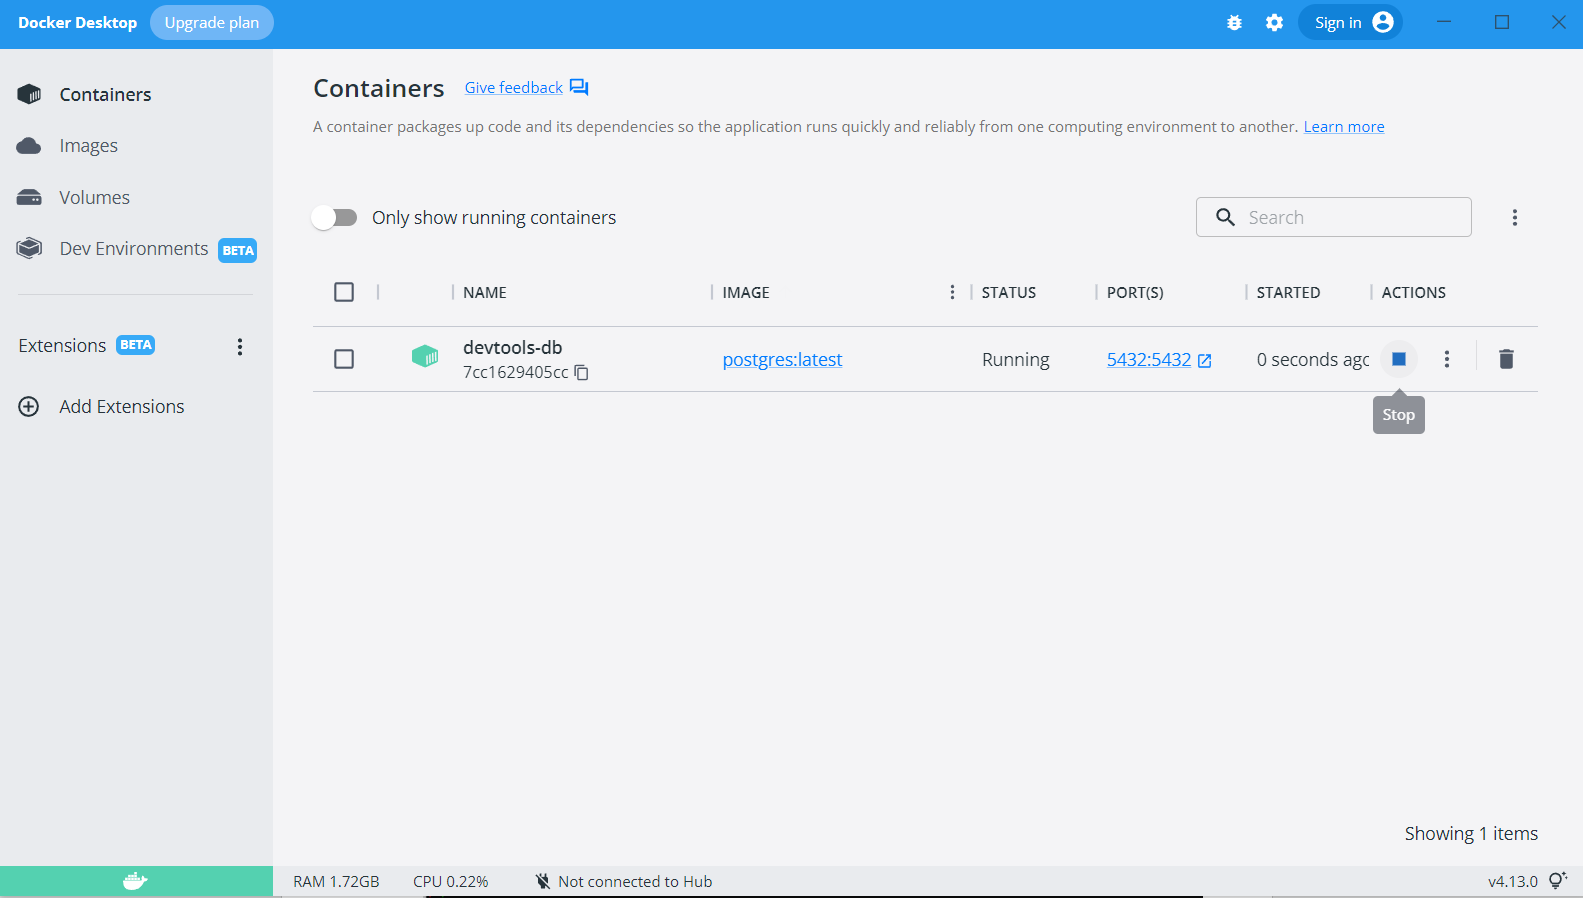 Docker Desktop Upgrade plan Sign in
Containers
Images
Volumes
Dev Environments BETA
Extensions BETA
Add Extensions
Containers Give feedback
A container packages up code and its dependencies so the application runs quickly and reliably from one computing environment to another. Learn more
Only show running containers Search
NAME IMAGE STATUS PORT(S) STARTED ACTIONS
devtools-db postgres:latest Running 5432:5432 0 seconds ago
7cc1629405cc
Stop
Showing 1 items
RAM 1.72GB CPU 0.22% Not connected to Hub v4.13.0